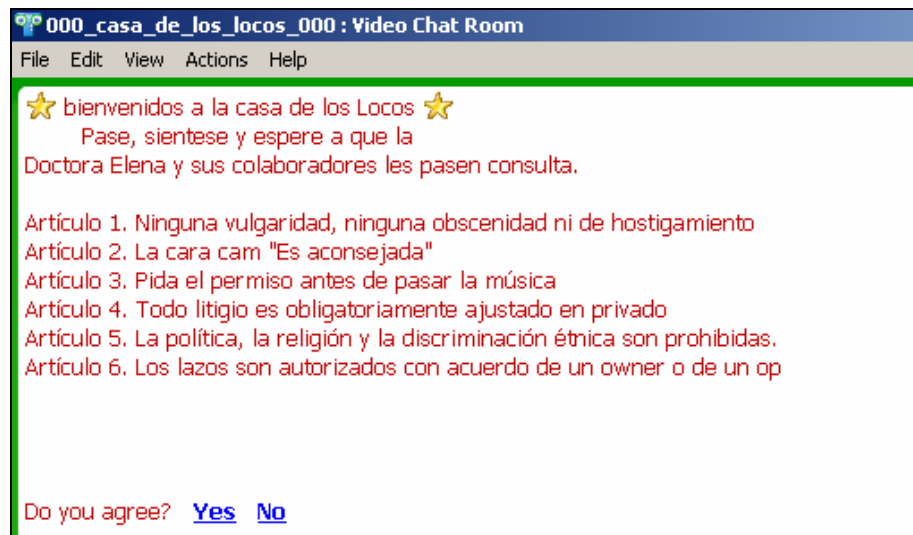 000_casa_de_los_locos_000 : Video Chat Room
File Edit View Actions Help
bienvenidos a la casa de los Locos
Pase, sientese y espere a que la
Doctora Elena y sus colaboradores les pasen consulta.
Artículo 1. Ninguna vulgaridad, ninguna obscenidad ni de hostigamiento
Artículo 2. La cara cam "Es aconsejada"
Artículo 3. Pida el permiso antes de pasar la música
Artículo 4. Todo litigio es obligatoriamente ajustado en privado
Artículo 5. La política, la religión y la discriminación étnica son prohibidas.
Artículo 6. Los lazos son autorizados con acuerdo de un owner o de un op
Do you agree? Yes No